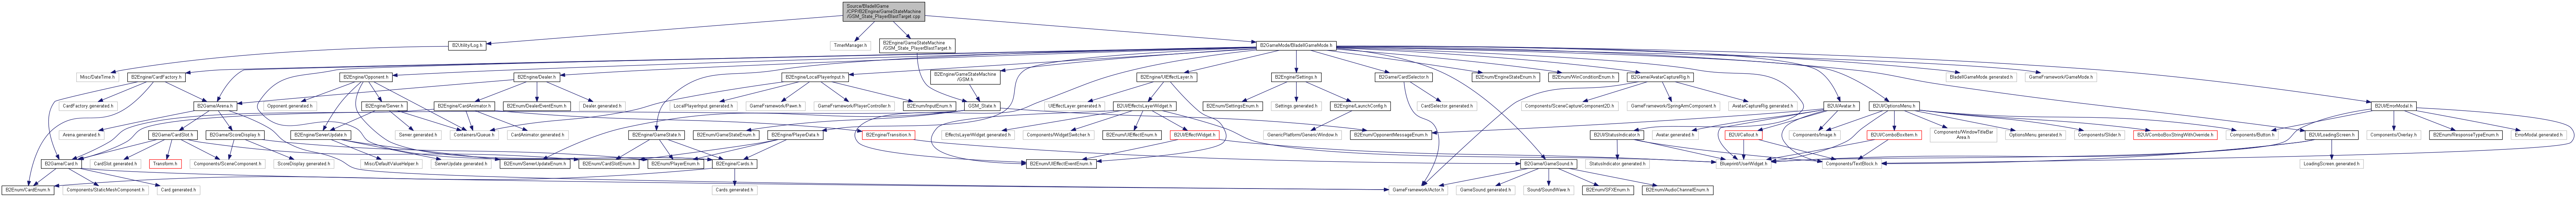 Source/BladeIIGame
/CPP/B2Engine/GameStateMachine
/GSM_State_PlayerBlastTarget.cpp
B2Utility/Log.h
TimerManager.h
B2Engine/GameStateMachine
/GSM_State_PlayerBlastTarget.h
B2GameMode/BladeIIGameMode.h
Misc/DateTime.h
B2Engine/CardFactory.h
B2Engine/Opponent.h
B2Engine/Dealer.h
B2Engine/LocalPlayerInput.h
B2Engine/GameStateMachine
/GSM.h
B2Engine/UIEffectLayer.h
B2Engine/Settings.h
B2Game/CardSelector.h
B2Enum/EngineStateEnum.h
B2Enum/WinConditionEnum.h
B2Game/AvatarCaptureRig.h
BladeIIGameMode.generated.h
GameFramework/GameMode.h
CardFactory.generated.h
B2Game/Arena.h
Opponent.generated.h
B2Engine/Server.h
B2Engine/CardAnimator.h
B2Enum/DealerEventEnum.h
Dealer.generated.h
LocalPlayerInput.generated.h
GameFramework/Pawn.h
GameFramework/PlayerController.h
B2Enum/InputEnum.h
GSM_State.h
UIEffectLayer.generated.h
B2UI/UIEffectsLayerWidget.h
B2Enum/SettingsEnum.h
Settings.generated.h
B2Engine/LaunchConfig.h
CardSelector.generated.h
Components/SceneCaptureComponent2D.h
GameFramework/SpringArmComponent.h
AvatarCaptureRig.generated.h
B2UI/Avatar.h
B2UI/OptionsMenu.h
B2UI/ErrorModal.h
Arena.generated.h
B2Game/CardSlot.h
B2Game/ScoreDisplay.h
B2Engine/ServerUpdate.h
Server.generated.h
Containers/Queue.h
CardAnimator.generated.h
B2Engine/Transition.h
B2Engine/GameState.h
B2Enum/GameStateEnum.h
B2Engine/PlayerData.h
EffectsLayerWidget.generated.h
Components/WidgetSwitcher.h
B2Enum/UIEffectEnum.h
B2UI/UIEffectWidget.h
GenericPlatform/GenericWindow.h
B2Enum/OpponentMessageEnum.h
B2UI/StatusIndicator.h
Avatar.generated.h
B2UI/Callout.h
Components/Image.h
B2UI/ComboBoxItem.h
Components/WindowTitleBar
Area.h
OptionsMenu.generated.h
Components/Slider.h
B2UI/ComboBoxStringWithOverride.h
Components/Button.h
B2UI/LoadingScreen.h
Components/Overlay.h
B2Enum/ResponseTypeEnum.h
ErrorModal.generated.h
B2Game/Card.h
CardSlot.generated.h
Transform.h
Components/SceneComponent.h
ScoreDisplay.generated.h
Misc/DefaultValueHelper.h
ServerUpdate.generated.h
B2Enum/ServerUpdateEnum.h
B2Enum/CardSlotEnum.h
B2Enum/PlayerEnum.h
B2Engine/Cards.h
B2Enum/UIEffectEventEnum.h
B2Game/GameSound.h
StatusIndicator.generated.h
Blueprint/UserWidget.h
Components/TextBlock.h
LoadingScreen.generated.h
B2Enum/CardEnum.h
Components/StaticMeshComponent.h
Card.generated.h
Cards.generated.h
GameFramework/Actor.h
GameSound.generated.h
Sound/SoundWave.h
B2Enum/SFXEnum.h
B2Enum/AudioChannelEnum.h